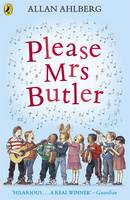 ALLAN AHLBERG
Please
Mrs
Butler
'HILARIOUS. . . A REAL WINNER' – Guardian